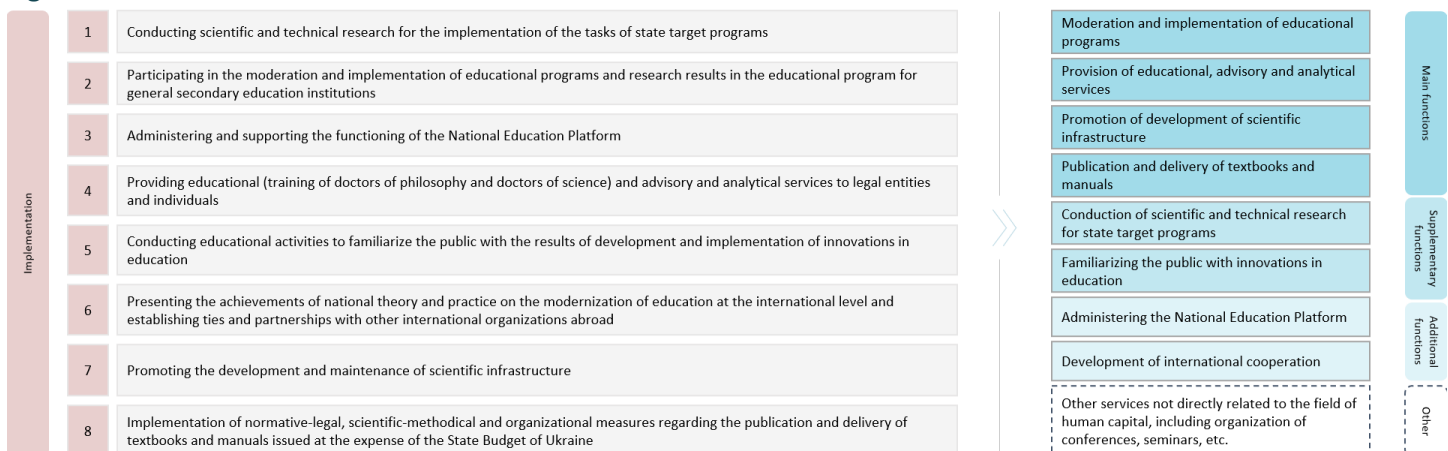 Implementation
1
Conducting scientific and technical research for the implementation of the tasks of state target programs
2
Participating in the moderation and implementation of educational programs and research results in the educational program for
general secondary education institutions
3
Administering and supporting the functioning of the National Education Platform
4
Providing educational (training of doctors of philosophy and doctors of science) and advisory and analytical services to legal entities
and individuals
5
Conducting educational activities to familiarize the public with the results of development and implementation of innovations in
education
6
Presenting the achievements of national theory and practice on the modernization of education at the international level and
establishing ties and partnerships with other international organizations abroad
7
Promoting the development and maintenance of scientific infrastructure
8
Implementation of normative-legal, scientific-methodical and organizational measures regarding the publication and delivery of
textbooks and manuals issued at the expense of the State Budget of Ukraine
Moderation and implementation of educational
programs
Provision of educational, advisory and analytical
services
Promotion of development of scientific
infrastructure
Publication and delivery of textbooks and
manuals
Main functions
Conduction of scientific and technical research
for state target programs
Familiarizing the public with innovations in
education
Supplementary
functions
Administering the National Education Platform
Development of international cooperation
Additional
functions
Other services not directly related to the field of
human capital, including organization of
conferences, seminars, etc.
Other